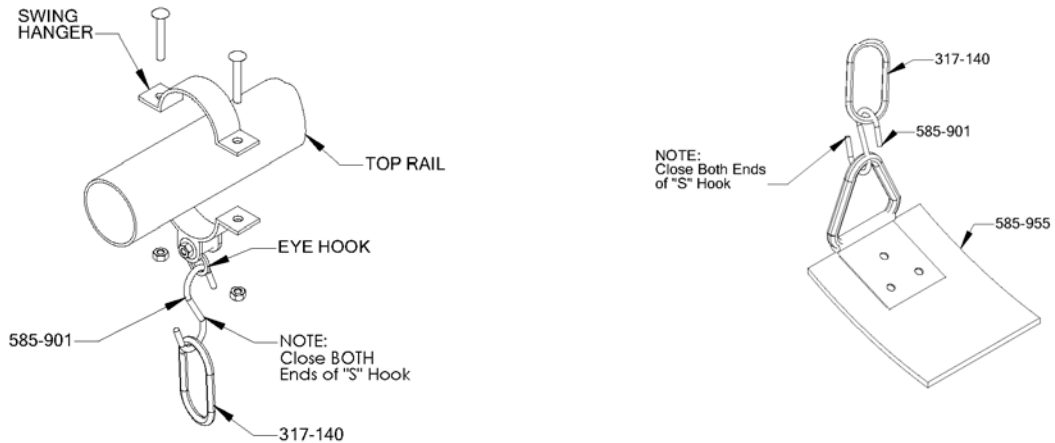 SWING
HANGER
TOP RAIL
EYE HOOK
585-901
NOTE:
Close BOTH
Ends of "S" Hook
317-140
317-140
585-901
NOTE:
Close Both Ends
of "S" Hook
585-955